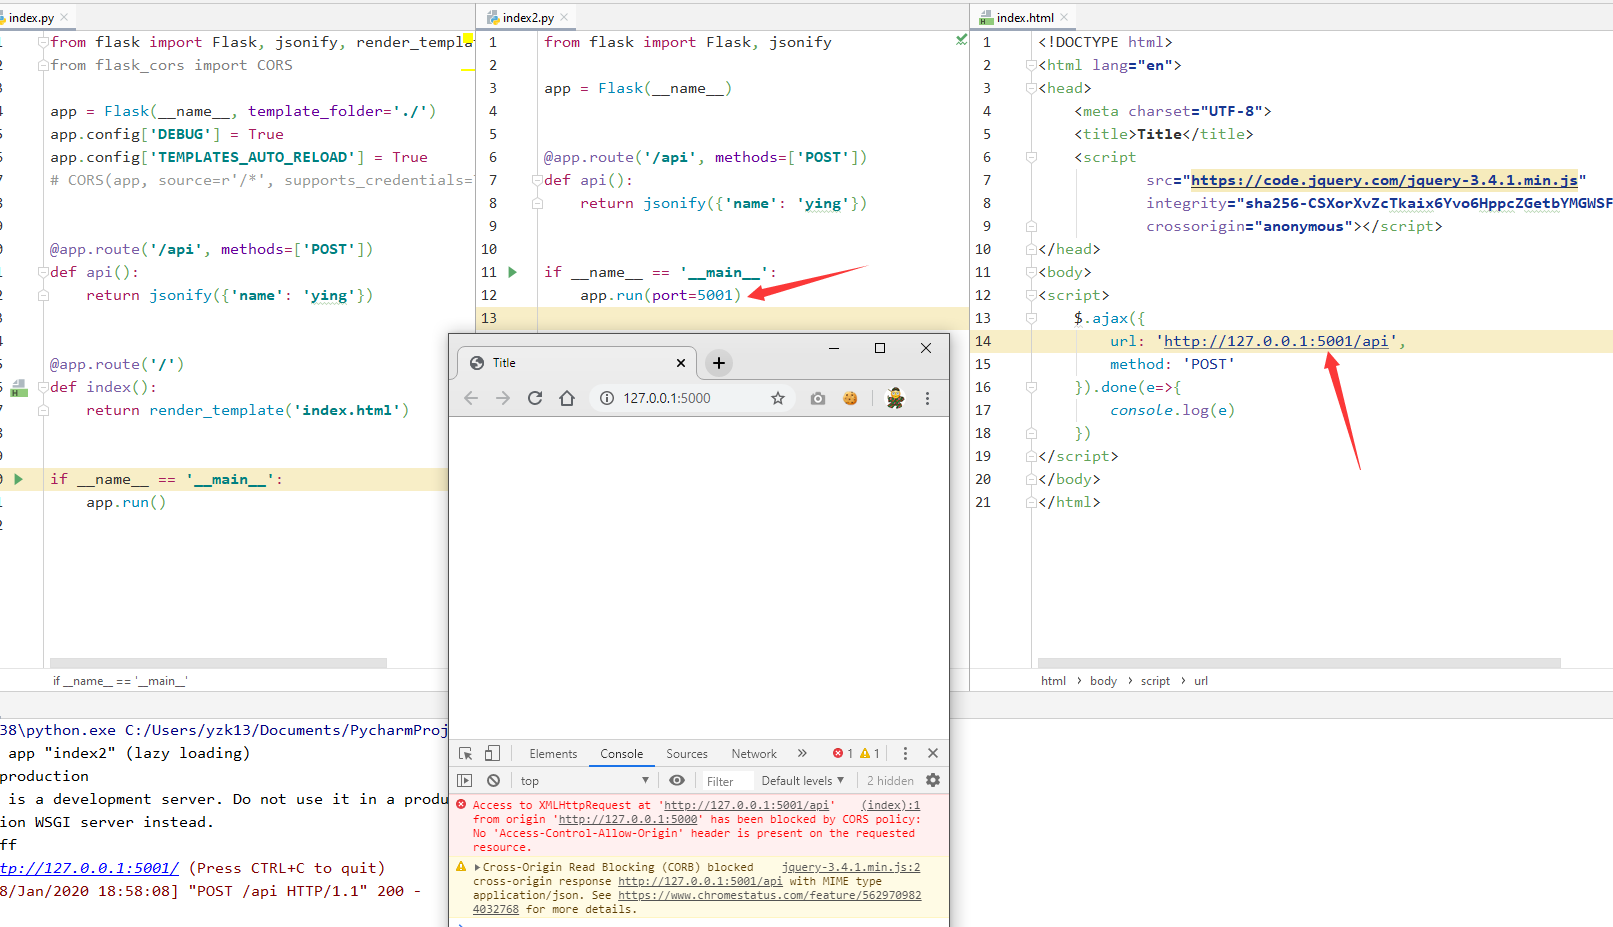 index.py
from flask import Flask, jsonify, render_templa
from flask_cors import CORS
app = Flask(__name__, template_folder='./')
app.config['DEBUG'] = True
app.config['TEMPLATES_AUTO_RELOAD'] = True
# CORS(app, source=r'/*', supports_credentials=
@app.route('/api', methods=['POST'])
def api():
return jsonify({'name': 'ying'})
@app.route('/')
def index():
return render_template('index.html')
if __name__ == '__main__':
app.run()
if __name__ == '__main__'
index2.py
1 from flask import Flask, jsonify
2
3 app = Flask(__name__)
4
5
6 @app.route('/api', methods=['POST'])
7 def api():
8 return jsonify({'name': 'ying'})
9
10
11 if __name__ == '__main__':
12 app.run(port=5001)
13
index.html
1 <!DOCTYPE html>
2 <html lang="en">
3 <head>
4 <meta charset="UTF-8">
5 <title>Title</title>
6 <script
7 src="https://code.jquery.com/jquery-3.4.1.min.js"
8 integrity="sha256-CSXorXvZcTkaix6Yvo6HppcZGetbYMGWSF
9 crossorigin="anonymous"></script>
10 </head>
11 <body>
12 <script>
13 $.ajax({
14 url: 'http://127.0.0.1:5001/api',
15 method: 'POST'
16 }).done(e=>{
17 console.log(e)
18 })
19 </script>
20 </body>
21 </html>
html › body › script › url
Title
127.0.0.1:5000
Elements Console Sources Network » 1 1
top Filter Default levels 2 hidden
Access to XMLHttpRequest at 'http://127.0.0.1:5001/api' (index):1
from origin 'http://127.0.0.1:5000' has been blocked by CORS policy:
No 'Access-Control-Allow-Origin' header is present on the requested
resource.
Cross-Origin Read Blocking (CORB) blocked jquery-3.4.1.min.js:2
cross-origin response http://127.0.0.1:5001/api with MIME type
application/json. See https://www.chromestatus.com/feature/562970982
4032768 for more details.
38\python.exe C:/Users/yzk13/Documents/PycharmProj
app "index2" (lazy loading)
production
is a development server. Do not use it in a produ
ion WSGI server instead.
ff
tp://127.0.0.1:5001/ (Press CTRL+C to quit)
8/Jan/2020 18:58:08] "POST /api HTTP/1.1" 200 -